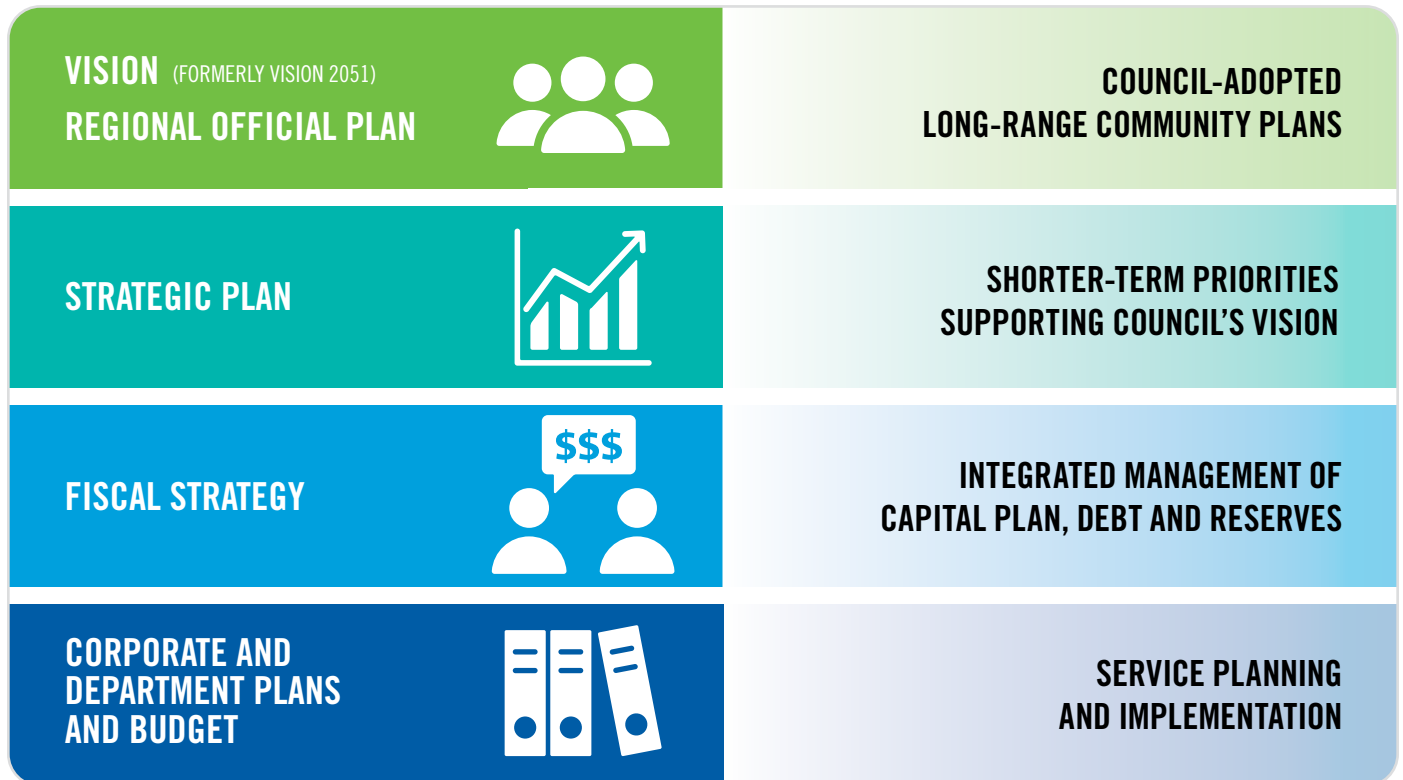 VISION (FORMERLY VISION 2051)
REGIONAL OFFICIAL PLAN
COUNCIL-ADOPTED
LONG-RANGE COMMUNITY PLANS
STRATEGIC PLAN
SHORTER-TERM PRIORITIES
SUPPORTING COUNCIL’S VISION
$$$
FISCAL STRATEGY
INTEGRATED MANAGEMENT OF
CAPITAL PLAN, DEBT AND RESERVES
CORPORATE AND
DEPARTMENT PLANS
AND BUDGET
SERVICE PLANNING
AND IMPLEMENTATION